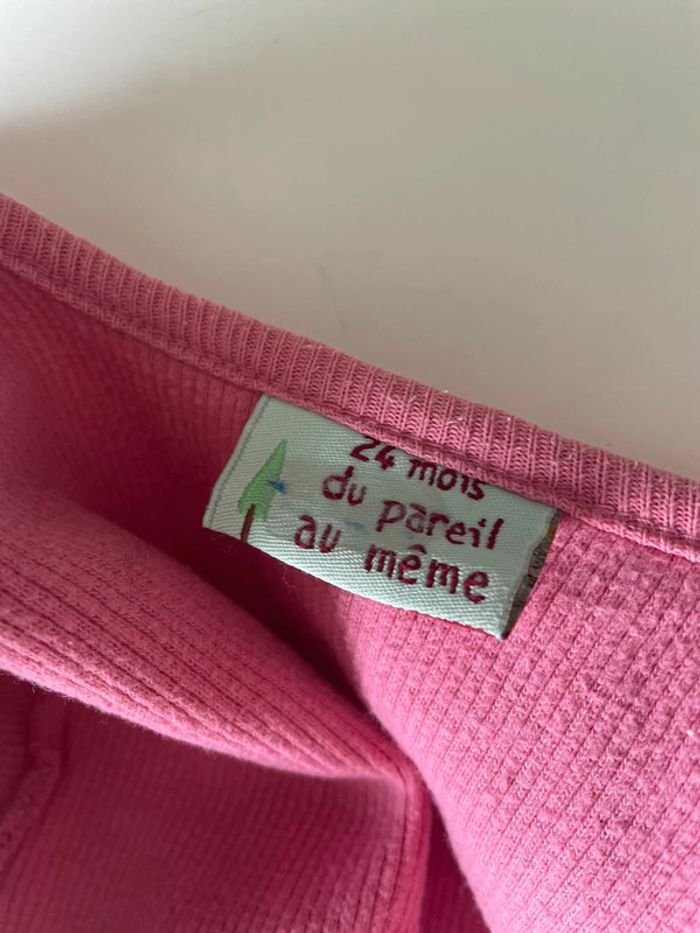 24 mois
du pareil
au même